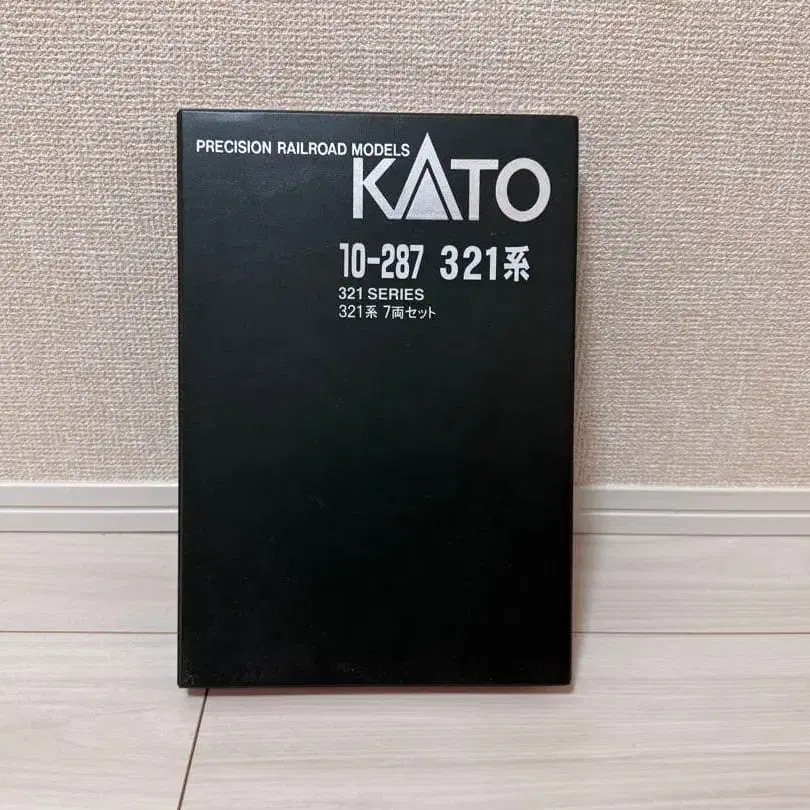 PRECISION RAILROAD MODELS
KATO
10-287 321系
321 SERIES
321系 7両セット